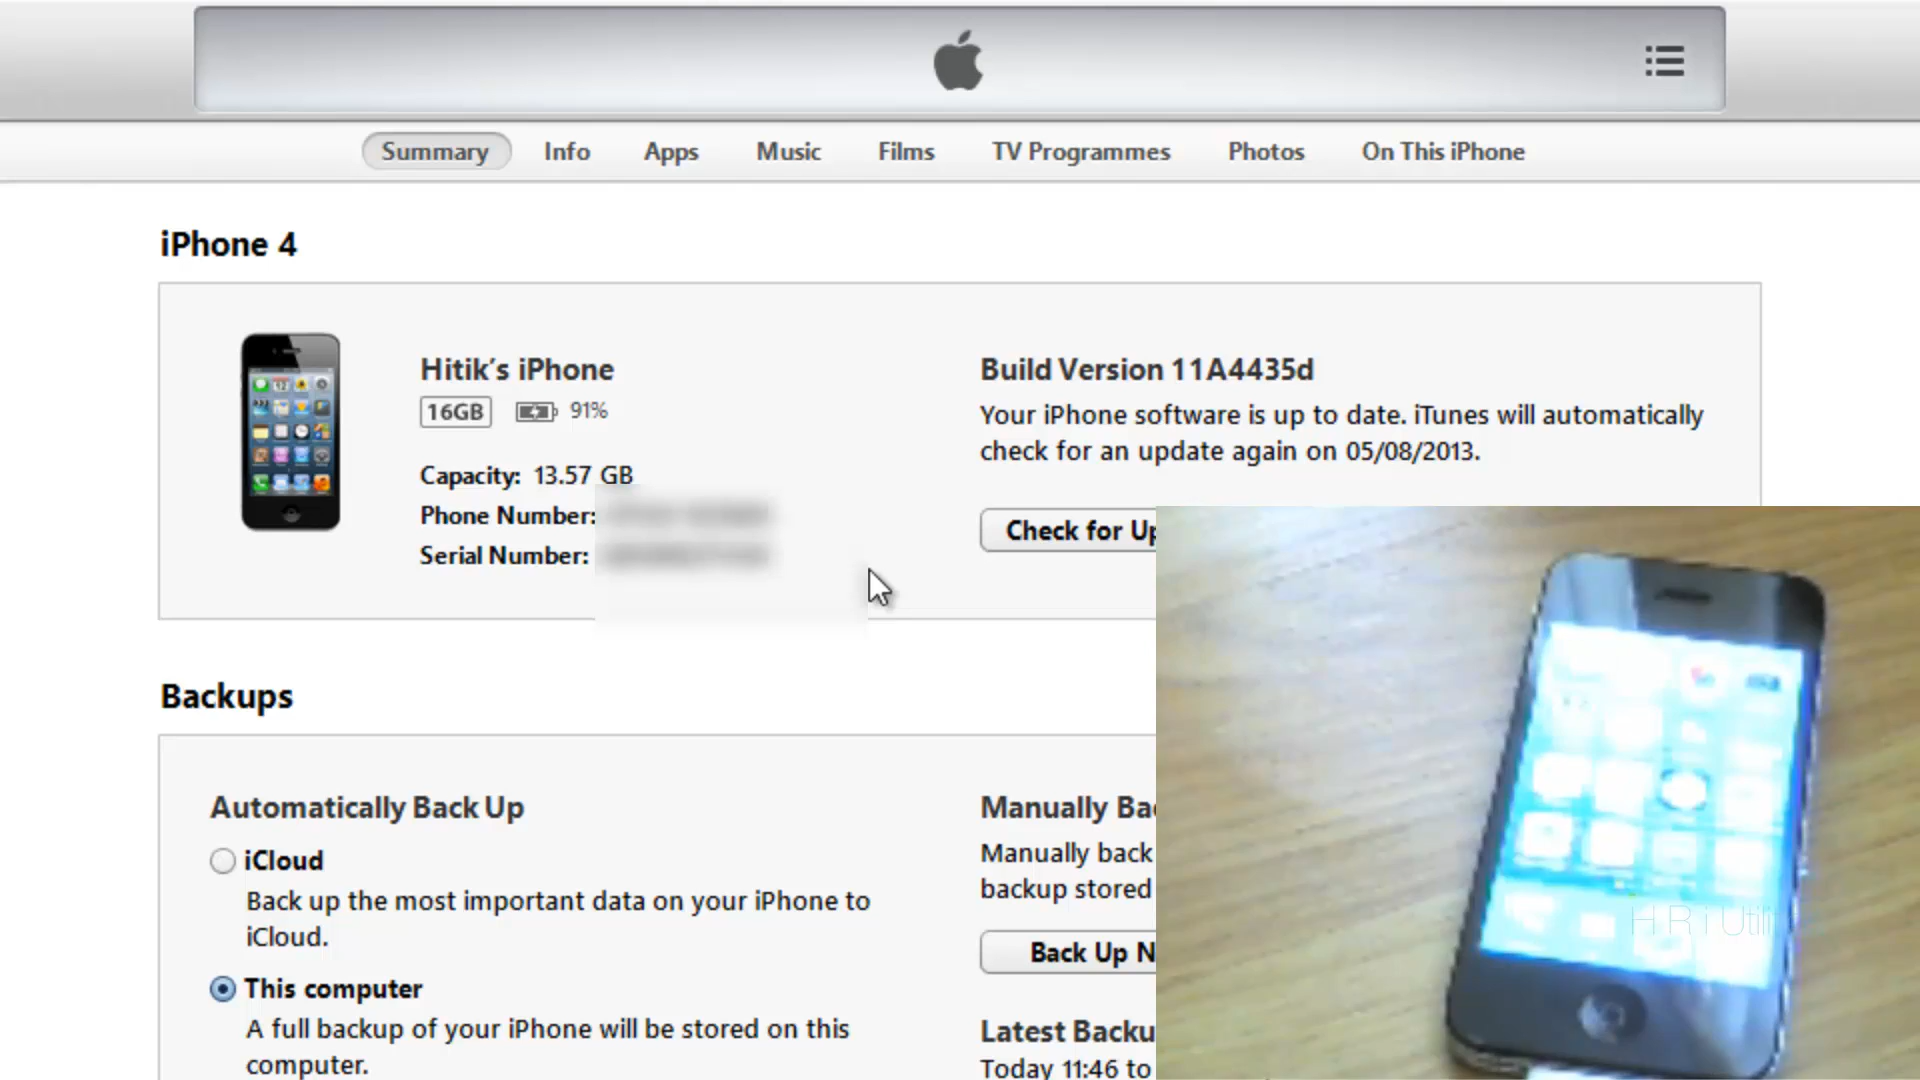 Summary Info Apps Music Films TV Programmes Photos On This iPhone
iPhone 4
Hitik's iPhone
16GB 91%
Capacity: 13.57 GB
Phone Number:
Serial Number:
Build Version 11A4435d
Your iPhone software is up to date. iTunes will automatically
check for an update again on 05/08/2013.
Check for Up
Backups
Automatically Back Up
iCloud
Back up the most important data on your iPhone to
iCloud.
This computer
A full backup of your iPhone will be stored on this
computer.
Manually Ba
Manually back
backup stored
Back Up N
Latest Backu
Today 11:46 to
H R i Utili